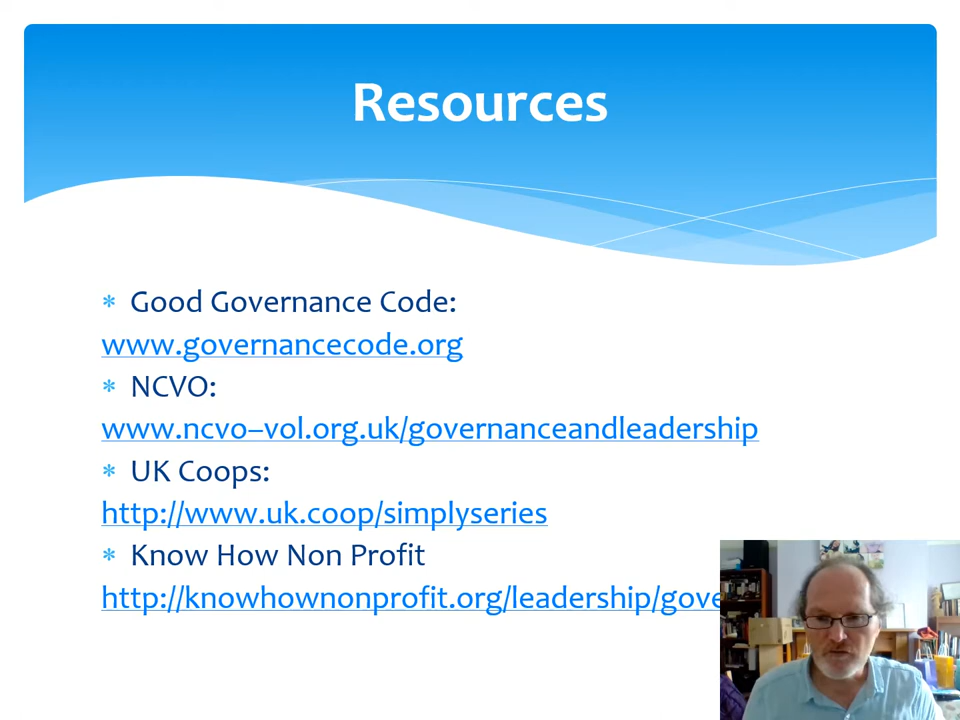 Resources
* Good Governance Code:
www.governancecode.org
* NCVO:
www.ncvo–vol.org.uk/governanceandleadership
* UK Coops:
http://www.uk.coop/simplyseries
* Know How Non Profit
http://knowhownonprofit.org/leadership/gove